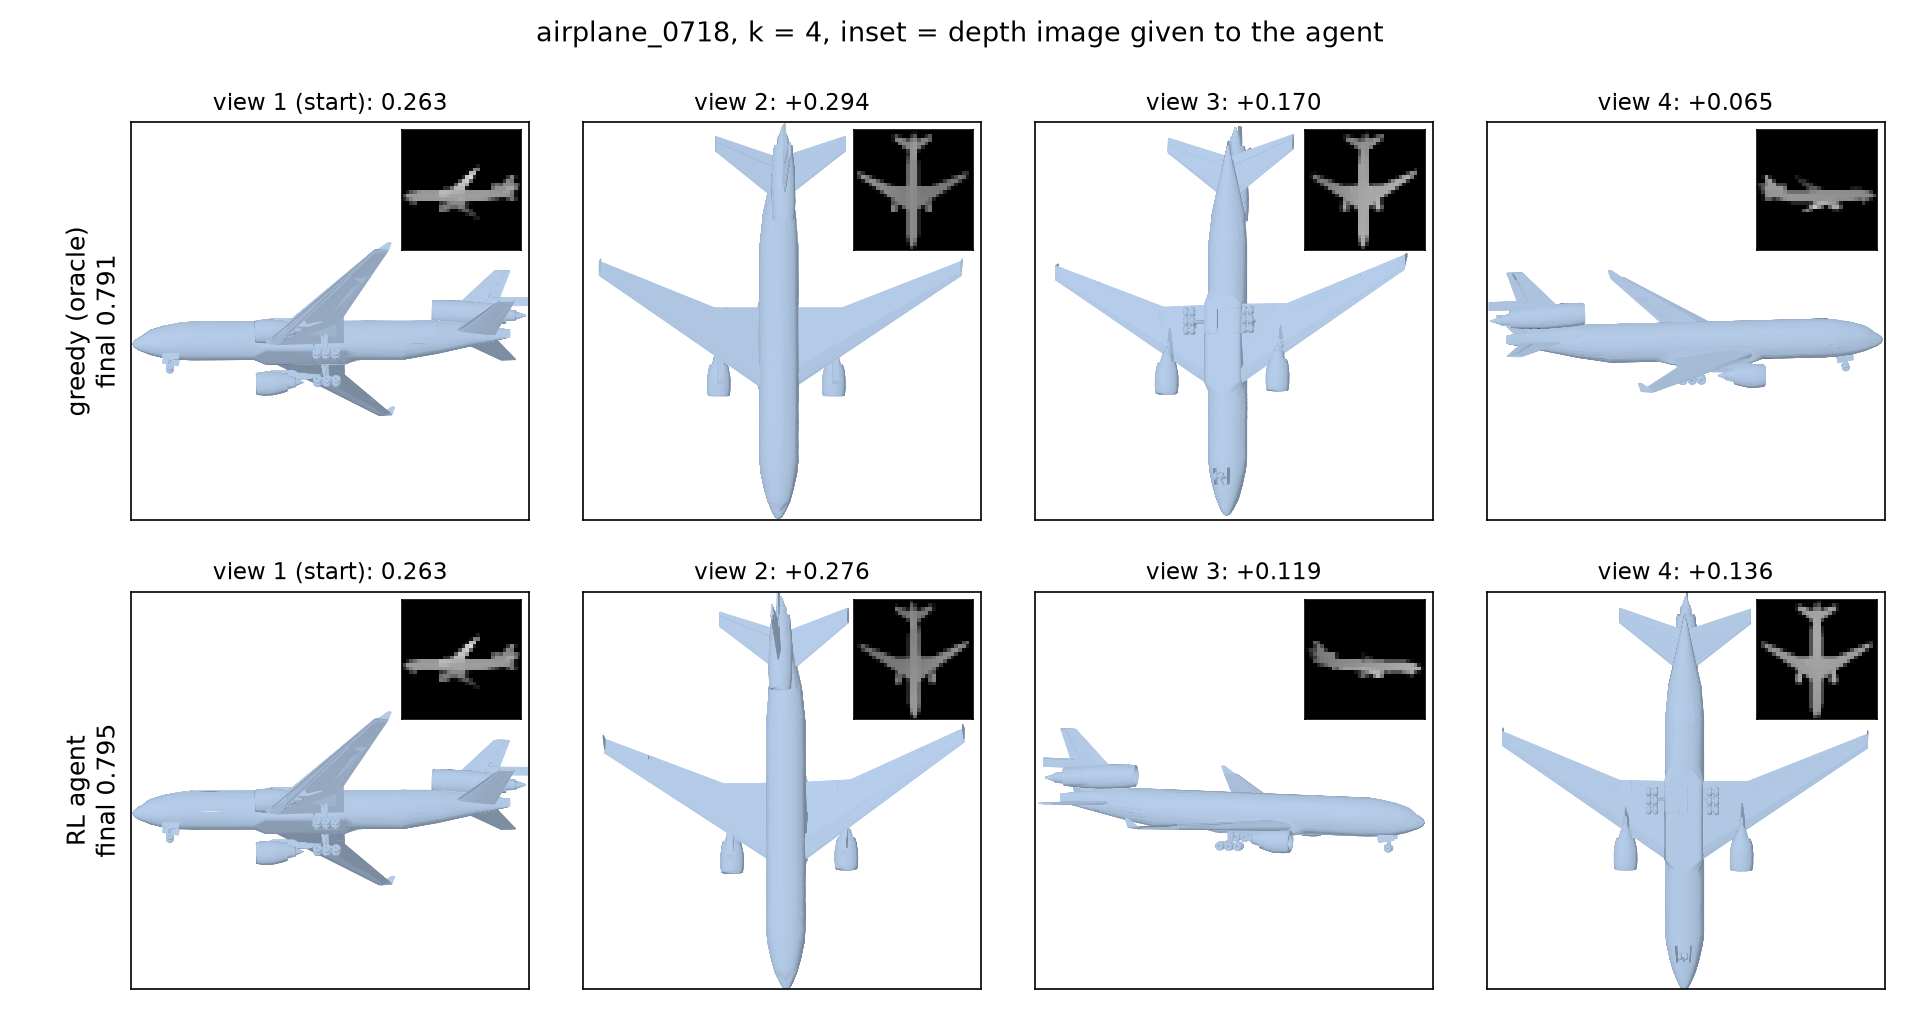 airplane_0718, k = 4, inset = depth image given to the agent
greedy (oracle)
final 0.791
view 1 (start): 0.263
view 2: +0.294
view 3: +0.170
view 4: +0.065
RL agent
final 0.795
view 1 (start): 0.263
view 2: +0.276
view 3: +0.119
view 4: +0.136